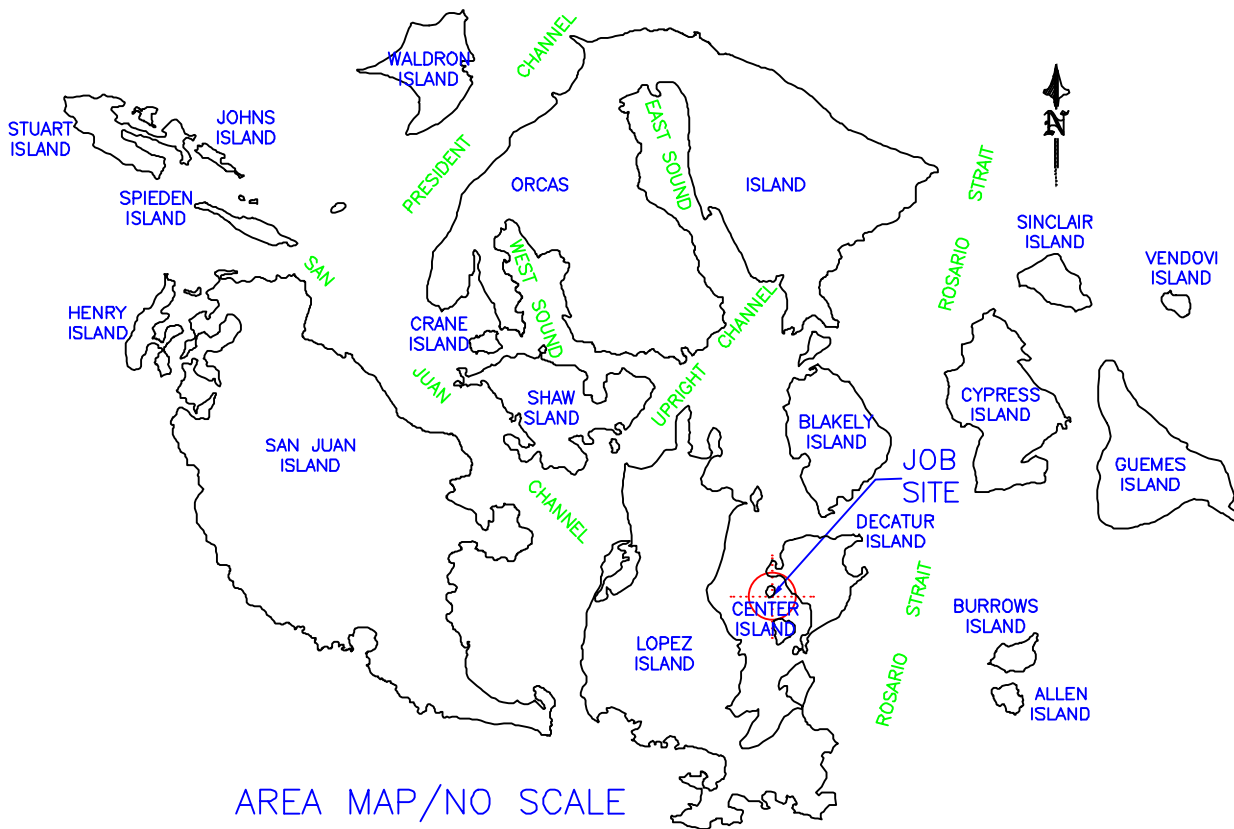 WALDRON
ISLAND
PRESIDENT CHANNEL
STUART
ISLAND
JOHNS
ISLAND
SPIEDEN
ISLAND
ORCAS ISLAND
EAST SOUND
WEST SOUND
N
ROSARIO STRAIT
SINCLAIR
ISLAND
VENDOVI
ISLAND
HENRY
ISLAND
SAN JUAN CHANNEL
CRANE
ISLAND
UPRIGHT CHANNEL
SHAW
SLAND
SAN JUAN
ISLAND
BLAKELY
ISLAND
CYPRESS
ISLAND
GUEMES
ISLAND
JOB
SITE
DECATUR
ISLAND
CENTER
ISLAND
LOPEZ
ISLAND
ROSARIO STRAIT
BURROWS
ISLAND
ALLEN
ISLAND
AREA MAP/NO SCALE